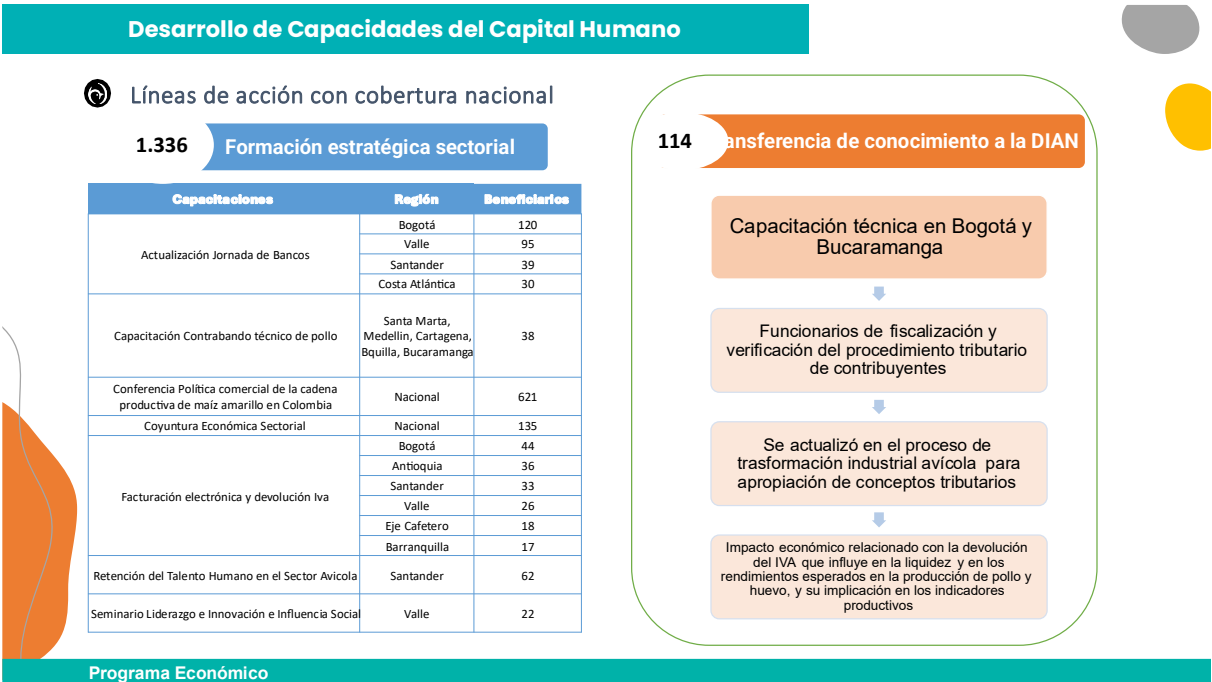 Desarrollo de Capacidades del Capital Humano
Líneas de acción con cobertura nacional
1.336 Formación estratégica sectorial
Capacitaciones Región Beneficiarios
Actualización Jornada de Bancos
Bogotá 120
Valle 95
Santander 39
Costa Atlántica 30
Capacitación Contrabando técnico de pollo
Santa Marta,
Medellin, Cartagena,
Bquilla, Bucaramanga
38
Conferencia Política comercial de la cadena
productiva de maíz amarillo en Colombia
Nacional 621
Coyuntura Económica Sectorial Nacional 135
Facturación electrónica y devolución Iva
Bogotá 44
Antioquia 36
Santander 33
Valle 26
Eje Cafetero 18
Barranquilla 17
Retención del Talento Humano en el Sector Avicola Santander 62
Seminario Liderazgo e Innovación e Influencia Social Valle 22
114 ansferencia de conocimiento a la DIAN
Capacitación técnica en Bogotá y
Bucaramanga
Funcionarios de fiscalización y
verificación del procedimiento tributario
de contribuyentes
Se actualizó en el proceso de
trasformación industrial avícola para
apropiación de conceptos tributarios
Impacto económico relacionado con la devolución
del IVA que influye en la liquidez y en los
rendimientos esperados en la producción de pollo y
huevo, y su implicación en los indicadores
productivos
Programa Económico